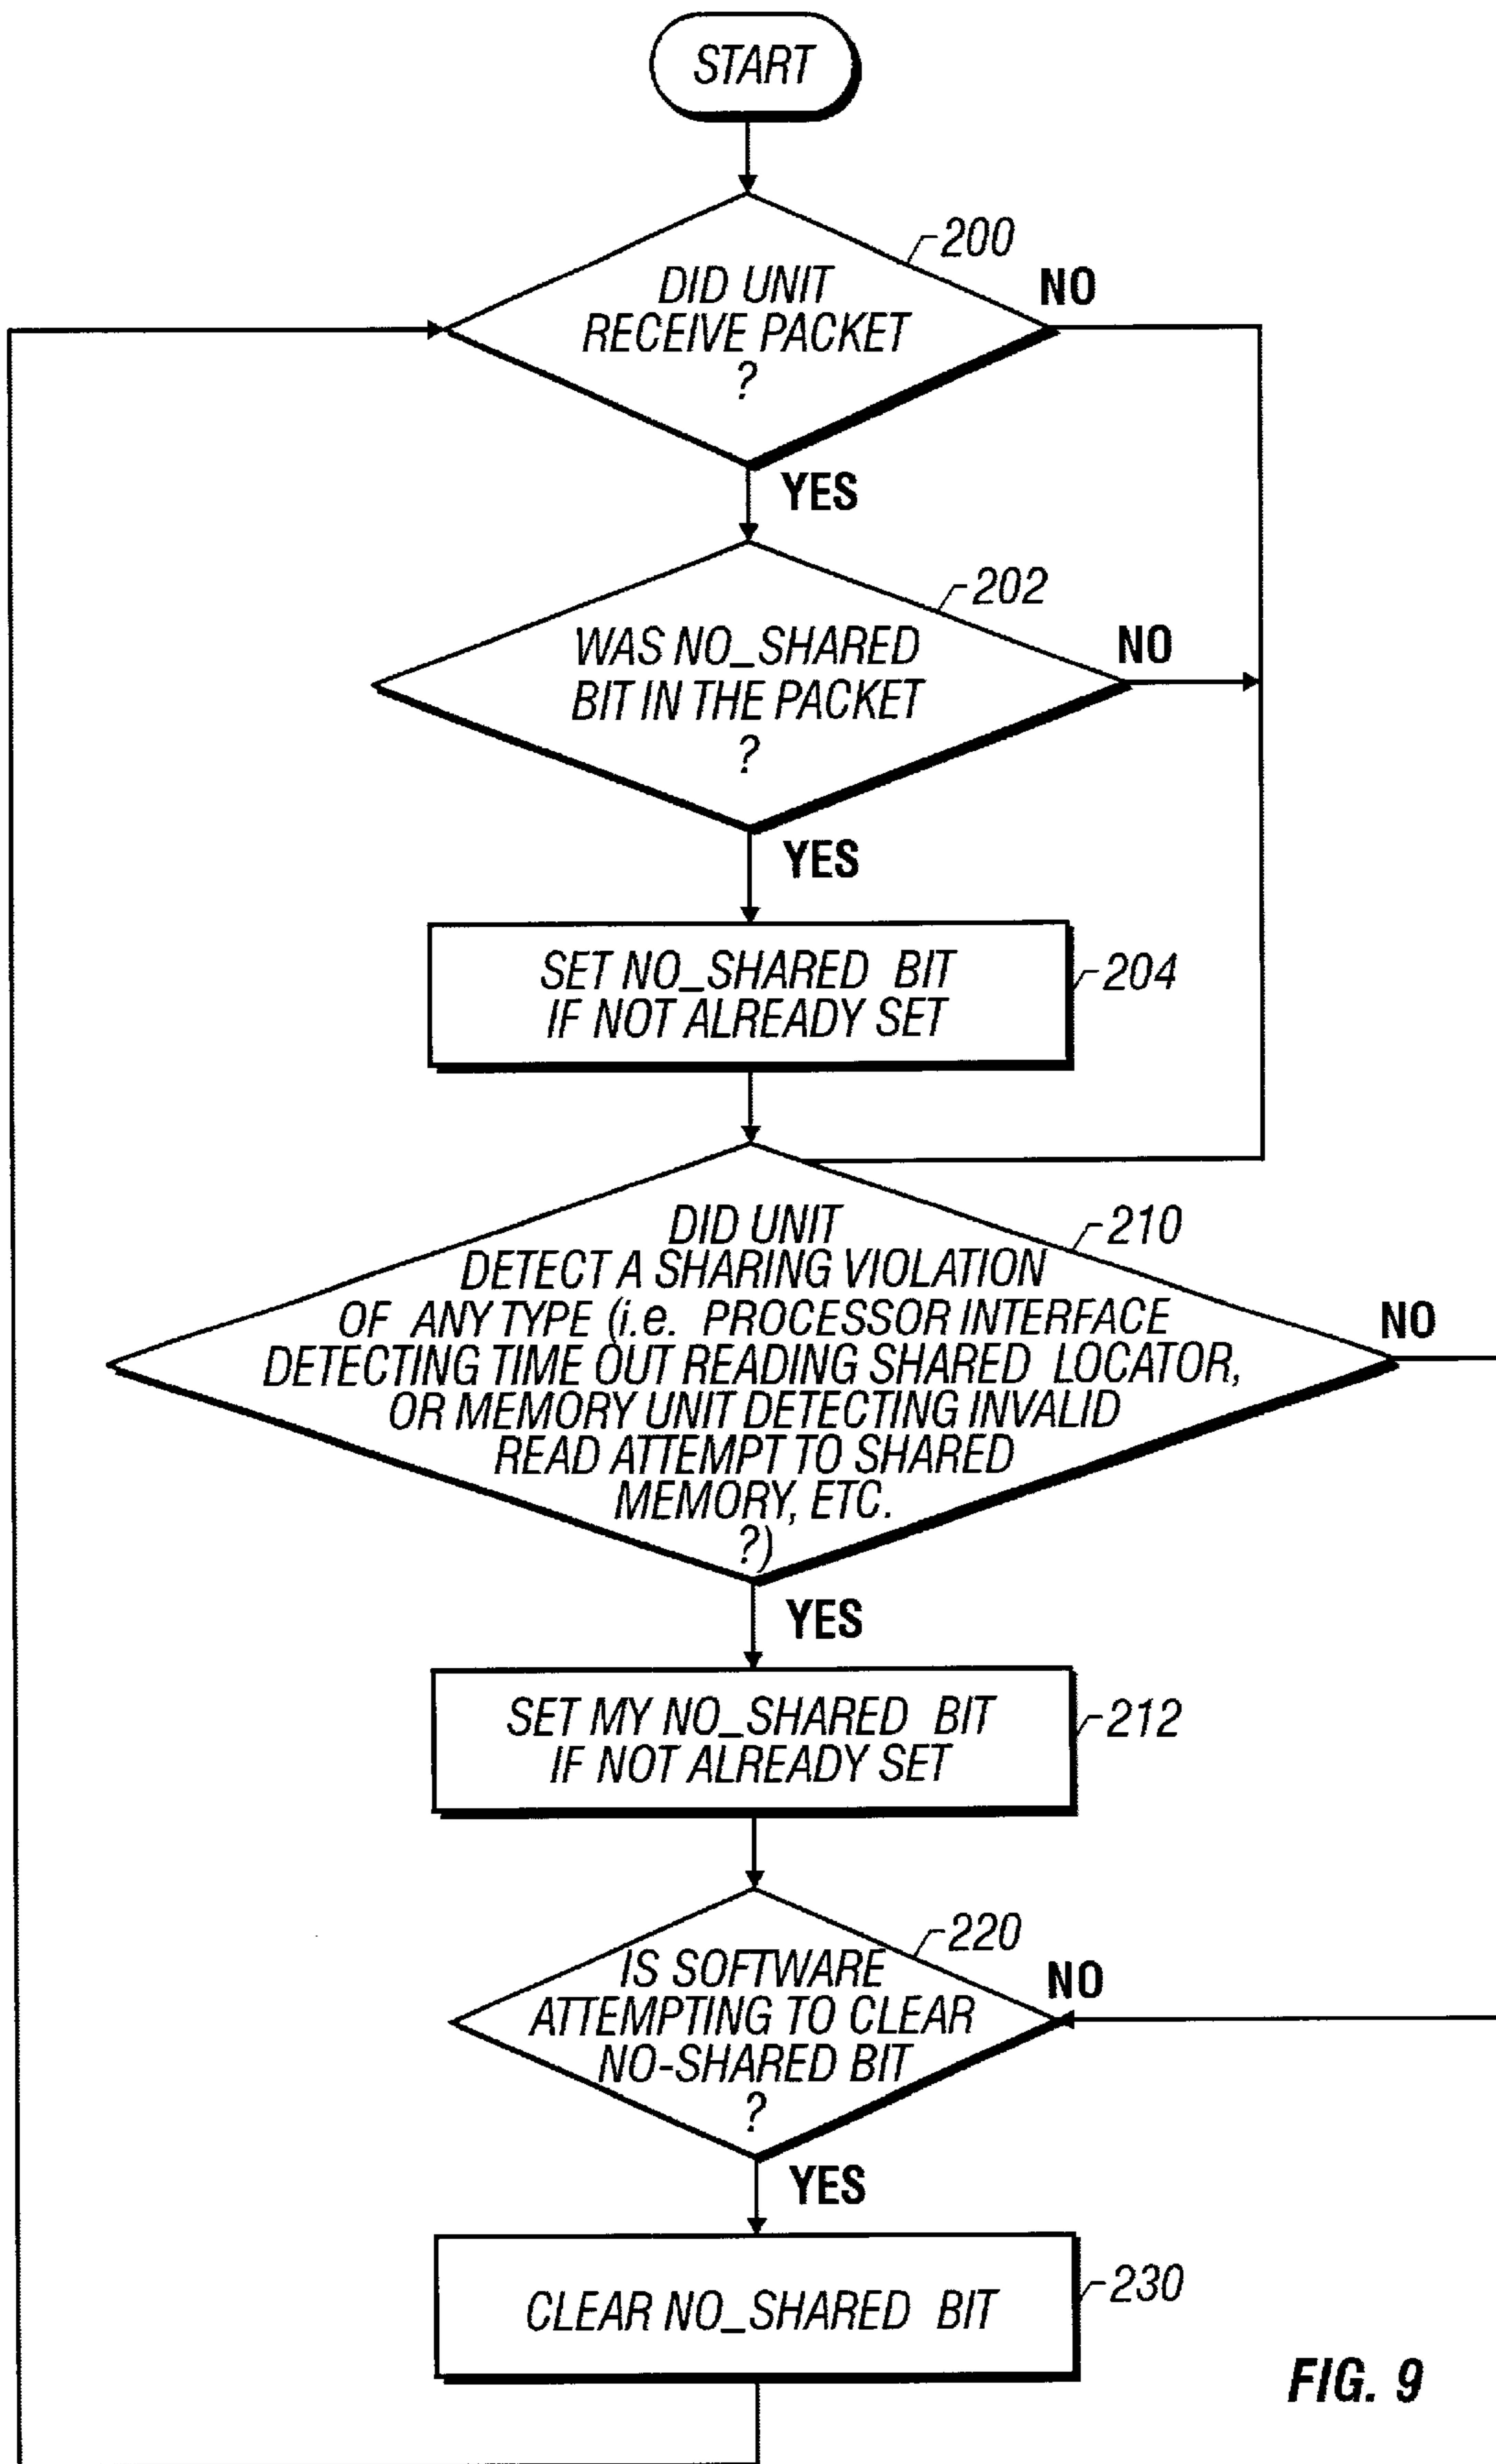 START
200
NO
DID UNIT
RECEIVE PACKET
?
YES
202
NO
WAS NO_SHARED
BIT IN THE PACKET
?
YES
SET NO_SHARED BIT
IF NOT ALREADY SET
204
210
DID UNIT
DETECT A SHARING VIOLATION
OF ANY TYPE (i.e. PROCESSOR INTERFACE
DETECTING TIME OUT READING SHARED LOCATOR,
OR MEMORY UNIT DETECTING INVALID
READ ATTEMPT TO SHARED
MEMORY, ETC.
?)
NO
YES
SET MY NO_SHARED BIT
IF NOT ALREADY SET
212
220
NO
IS SOFTWARE
ATTEMPTING TO CLEAR
NO-SHARED BIT
?
YES
CLEAR NO_SHARED BIT
230
FIG. 9